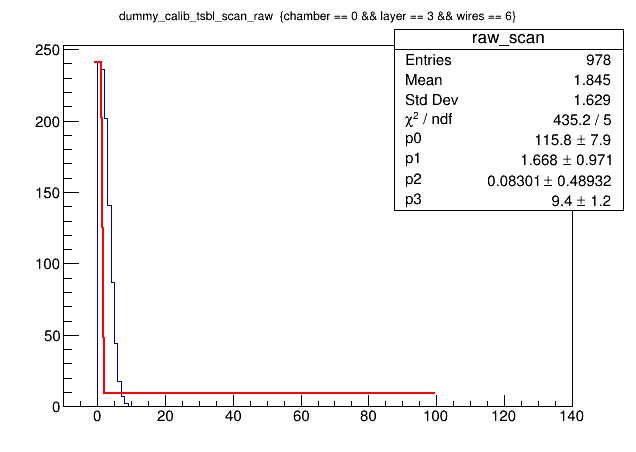 dummy_calib_tsbl_scan_raw {chamber == 0 && layer == 3 && wires == 6}
raw_scan
Entries 978
Mean 1.845
Std Dev 1.629
χ² / ndf 435.2 / 5
p0 115.8 ± 7.9
p1 1.668 ± 0.971
p2 0.08301 ± 0.48932
p3 9.4 ± 1.2
250
200
150
100
50
0
0 20 40 60 80 100 120 140